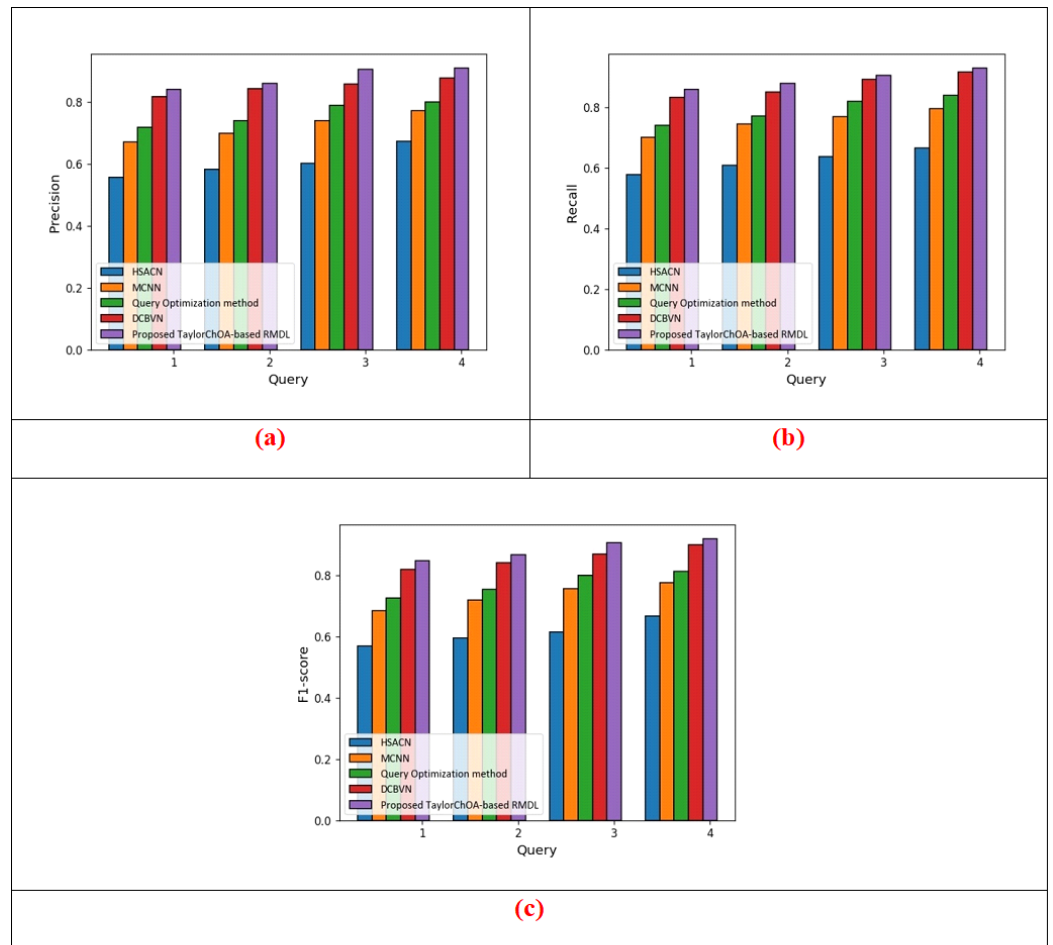 Precision
0.8
0.6
0.4
0.2
0.0
HSACN
MCNN
Query Optimization method
DCBVN
Proposed TaylorChOA-based RMDL
1 2 3 4
Query
Recall
0.8
0.6
0.4
0.2
0.0
HSACN
MCNN
Query Optimization method
DCBVN
Proposed TaylorChOA-based RMDL
1 2 3 4
Query
(a)
(b)
F1-score
0.8
0.6
0.4
0.2
0.0
HSACN
MCNN
Query Optimization method
DCBVN
Proposed TaylorChOA-based RMDL
1 2 3 4
Query
(c)